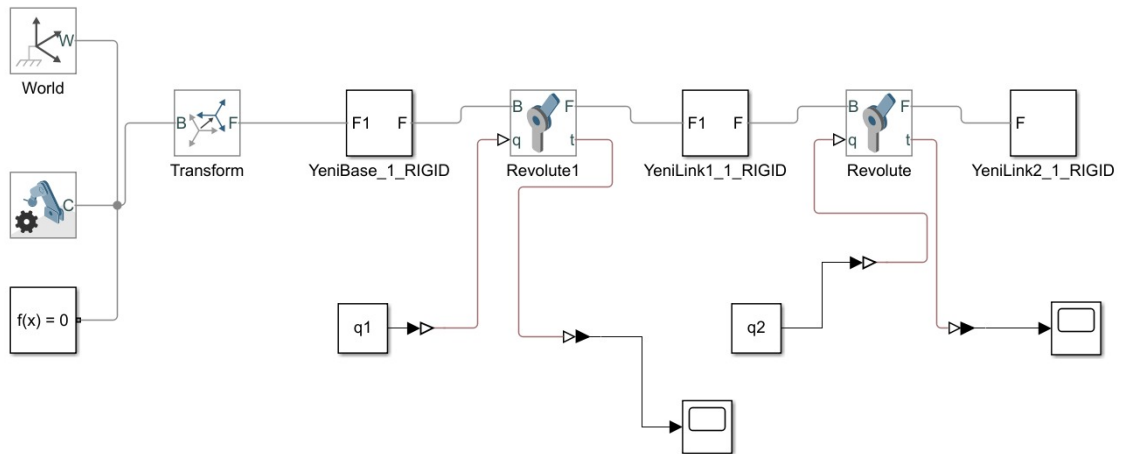 W
World
C
f(x) = 0
B
F
Transform
F1
F
YeniBase_1_RIGID
B
F
q
t
Revolute1
F1
F
YeniLink1_1_RIGID
B
F
q
t
Revolute
F
YeniLink2_1_RIGID
q1
q2